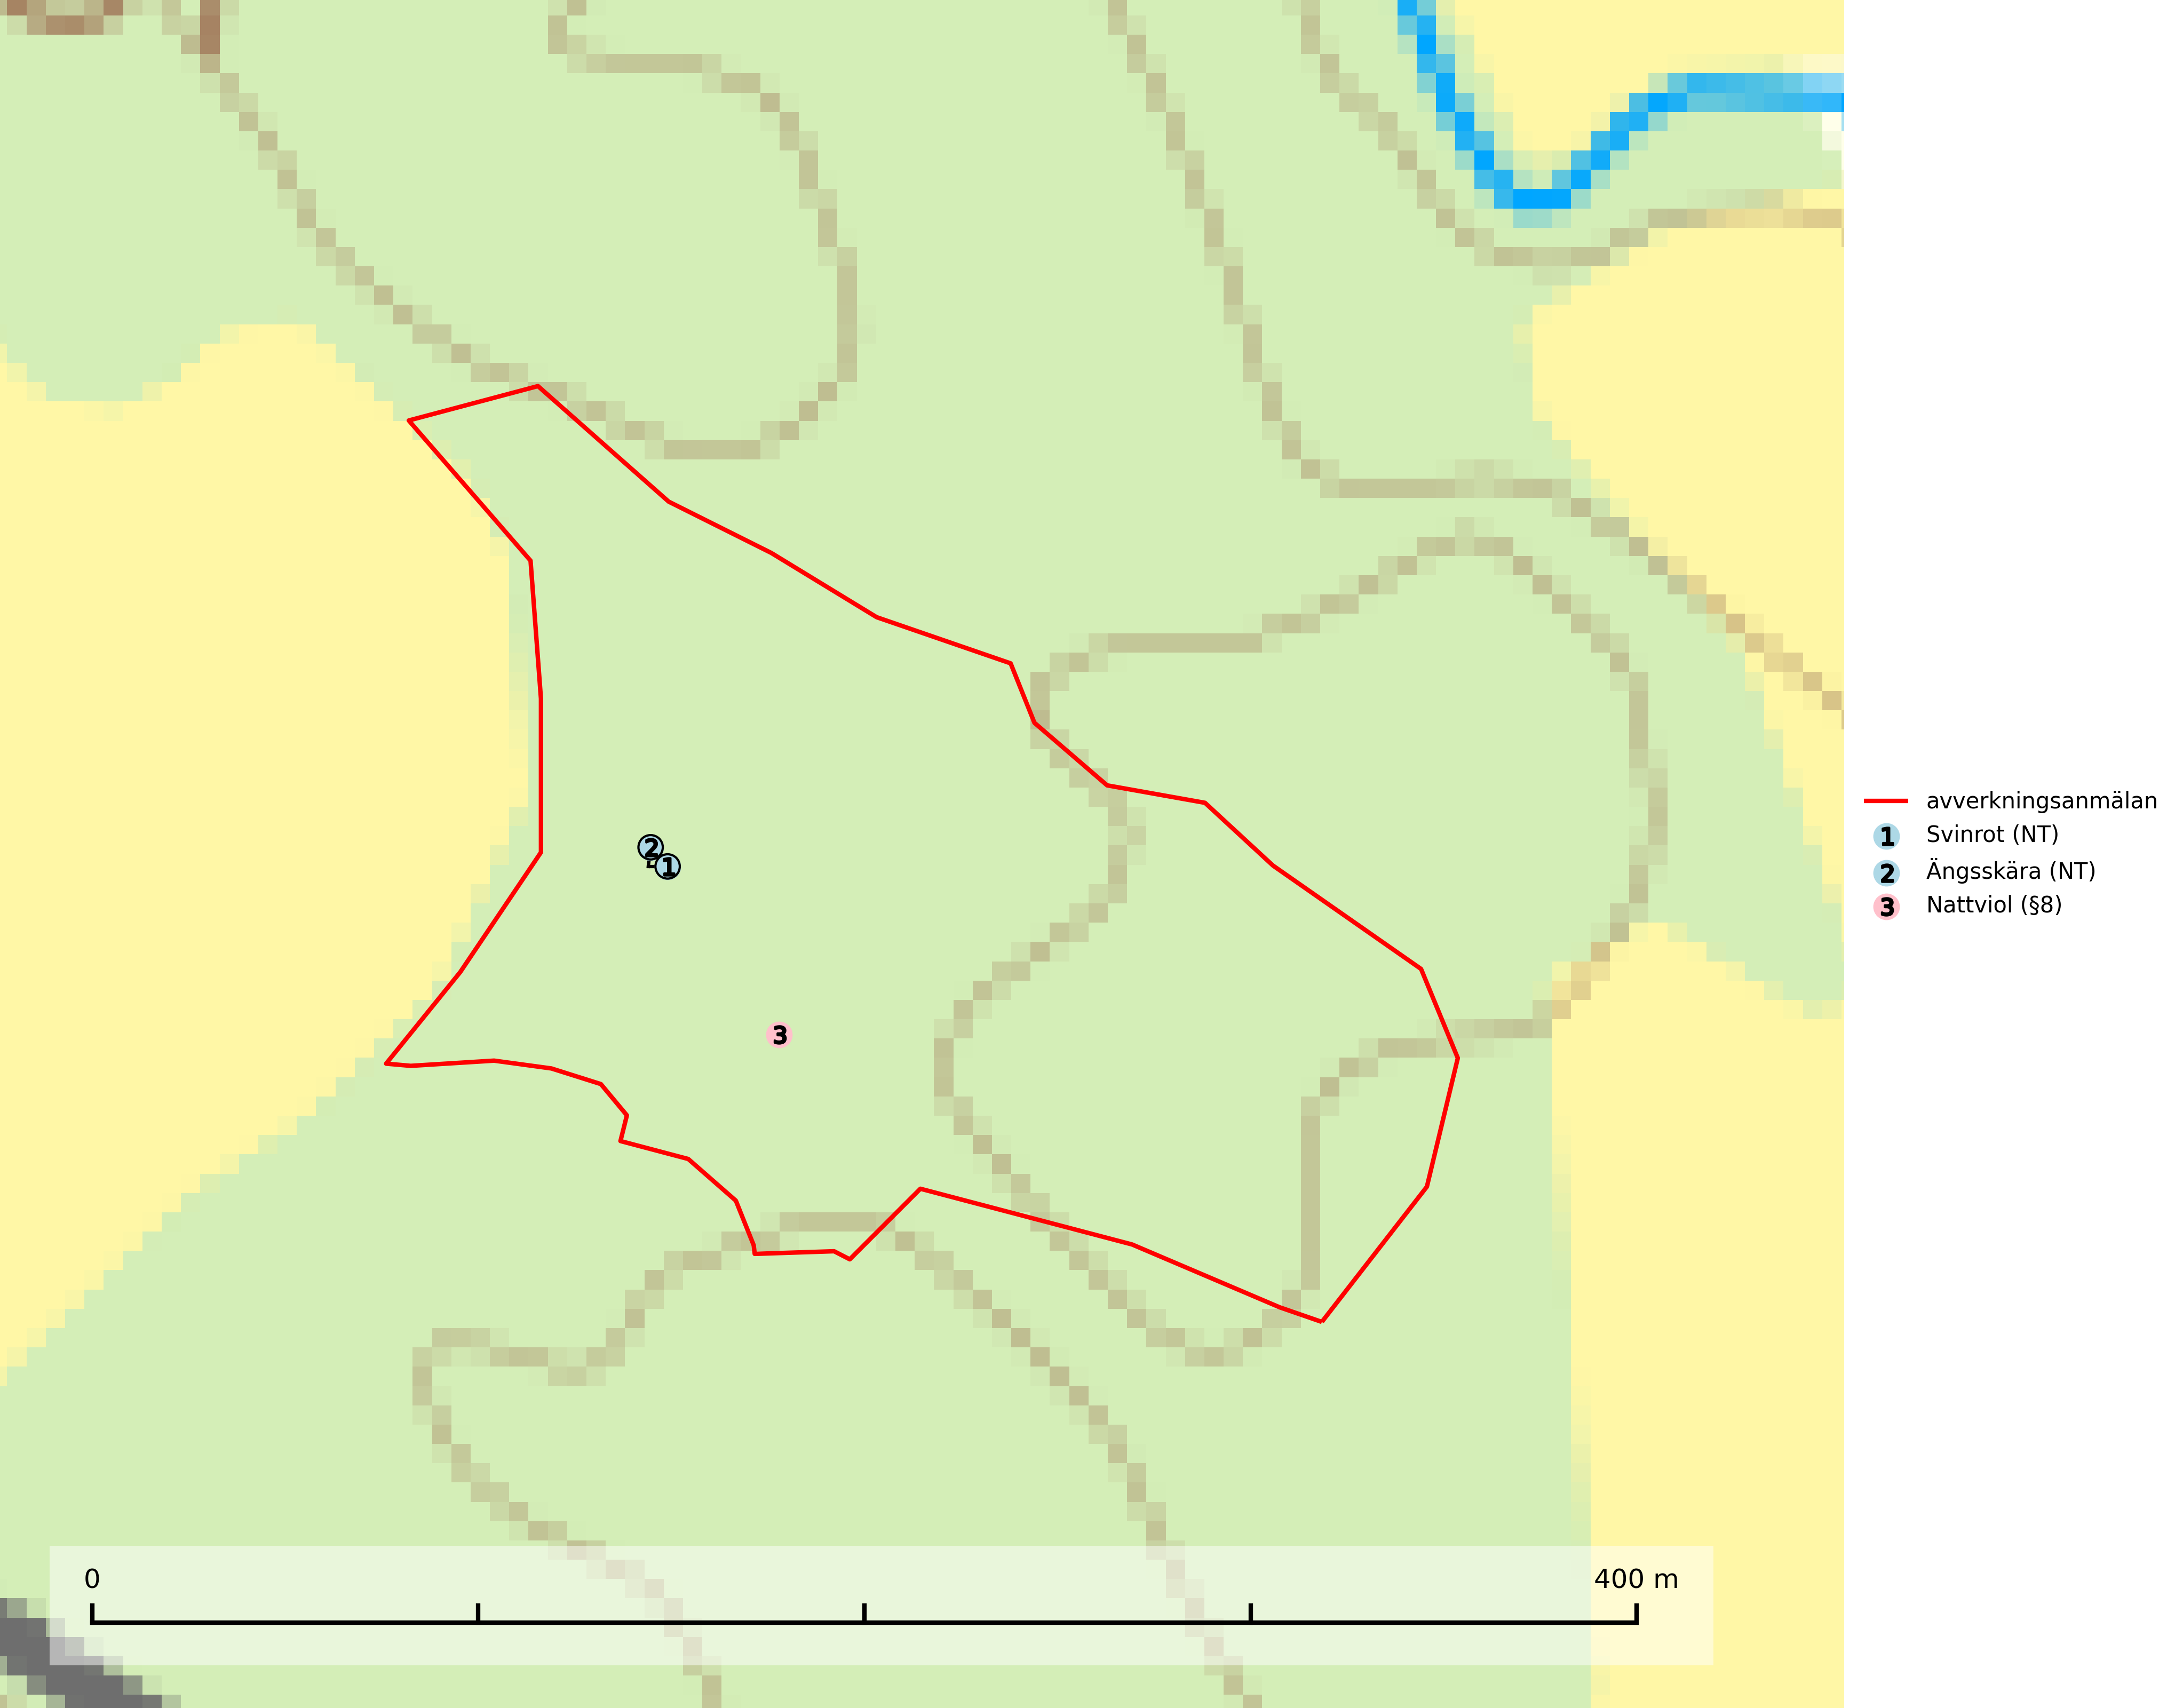 2
1
3
avverkningsanmälan
1 Svinrot (NT)
2 Ängsskära (NT)
3 Nattviol (§8)
0 400 m